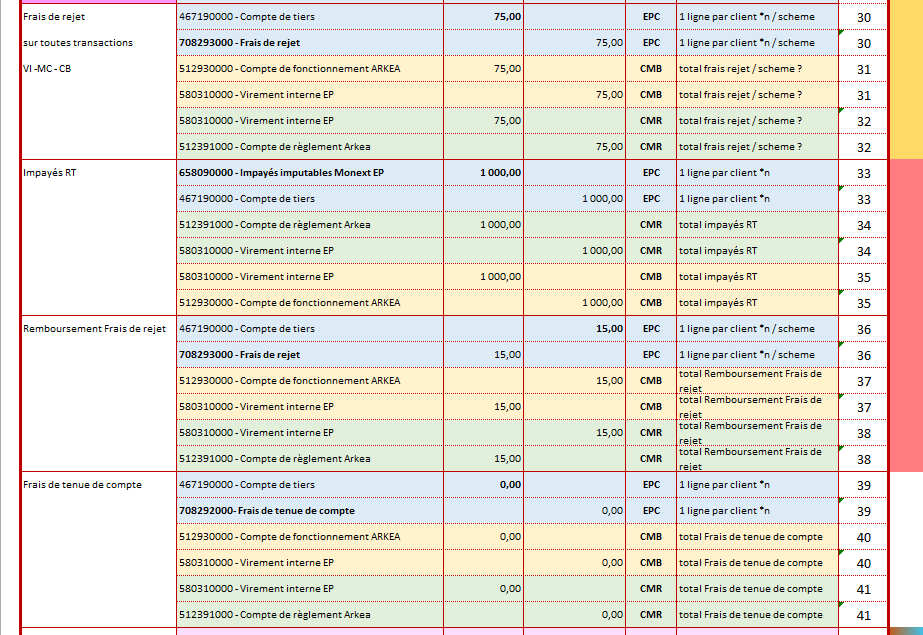 Frais de rejet 467190000 - Compte de tiers 75,00 EPC 1 ligne par client *n / scheme 30
sur toutes transactions 708293000 - Frais de rejet 75,00 EPC 1 ligne par client *n / scheme 30
VI -MC - CB 512930000 - Compte de fonctionnement ARKEA 75,00 CMB total frais rejet / scheme ? 31
580310000 - Virement interne EP 75,00 CMB total frais rejet / scheme ? 31
580310000 - Virement interne EP 75,00 CMR total frais rejet / scheme ? 32
512391000 - Compte de règlement Arkea 75,00 CMR total frais rejet / scheme ? 32
Impayés RT 658090000 - Impayés imputables Monext EP 1 000,00 EPC 1 ligne par client *n 33
467190000 - Compte de tiers 1 000,00 EPC 1 ligne par client *n 33
512391000 - Compte de règlement Arkea 1 000,00 CMR total impayés RT 34
580310000 - Virement interne EP 1 000,00 CMR total impayés RT 34
580310000 - Virement interne EP 1 000,00 CMB total impayés RT 35
512930000 - Compte de fonctionnement ARKEA 1 000,00 CMB total impayés RT 35
Remboursement Frais de rejet 467190000 - Compte de tiers 15,00 EPC 1 ligne par client *n / scheme 36
708293000 - Frais de rejet 15,00 EPC 1 ligne par client *n / scheme 36
512930000 - Compte de fonctionnement ARKEA 15,00 CMB total Remboursement Frais de rejet 37
580310000 - Virement interne EP 15,00 CMB total Remboursement Frais de rejet 37
580310000 - Virement interne EP 15,00 CMR total Remboursement Frais de rejet 38
512391000 - Compte de règlement Arkea 15,00 CMR total Remboursement Frais de rejet 38
Frais de tenue de compte 467190000 - Compte de tiers 0,00 EPC 1 ligne par client *n 39
708292000- Frais de tenue de compte 0,00 EPC 1 ligne par client *n 39
512930000 - Compte de fonctionnement ARKEA 0,00 CMB total Frais de tenue de compte 40
580310000 - Virement interne EP 0,00 CMB total Frais de tenue de compte 40
580310000 - Virement interne EP 0,00 CMR total Frais de tenue de compte 41
512391000 - Compte de règlement Arkea 0,00 CMR total Frais de tenue de compte 41